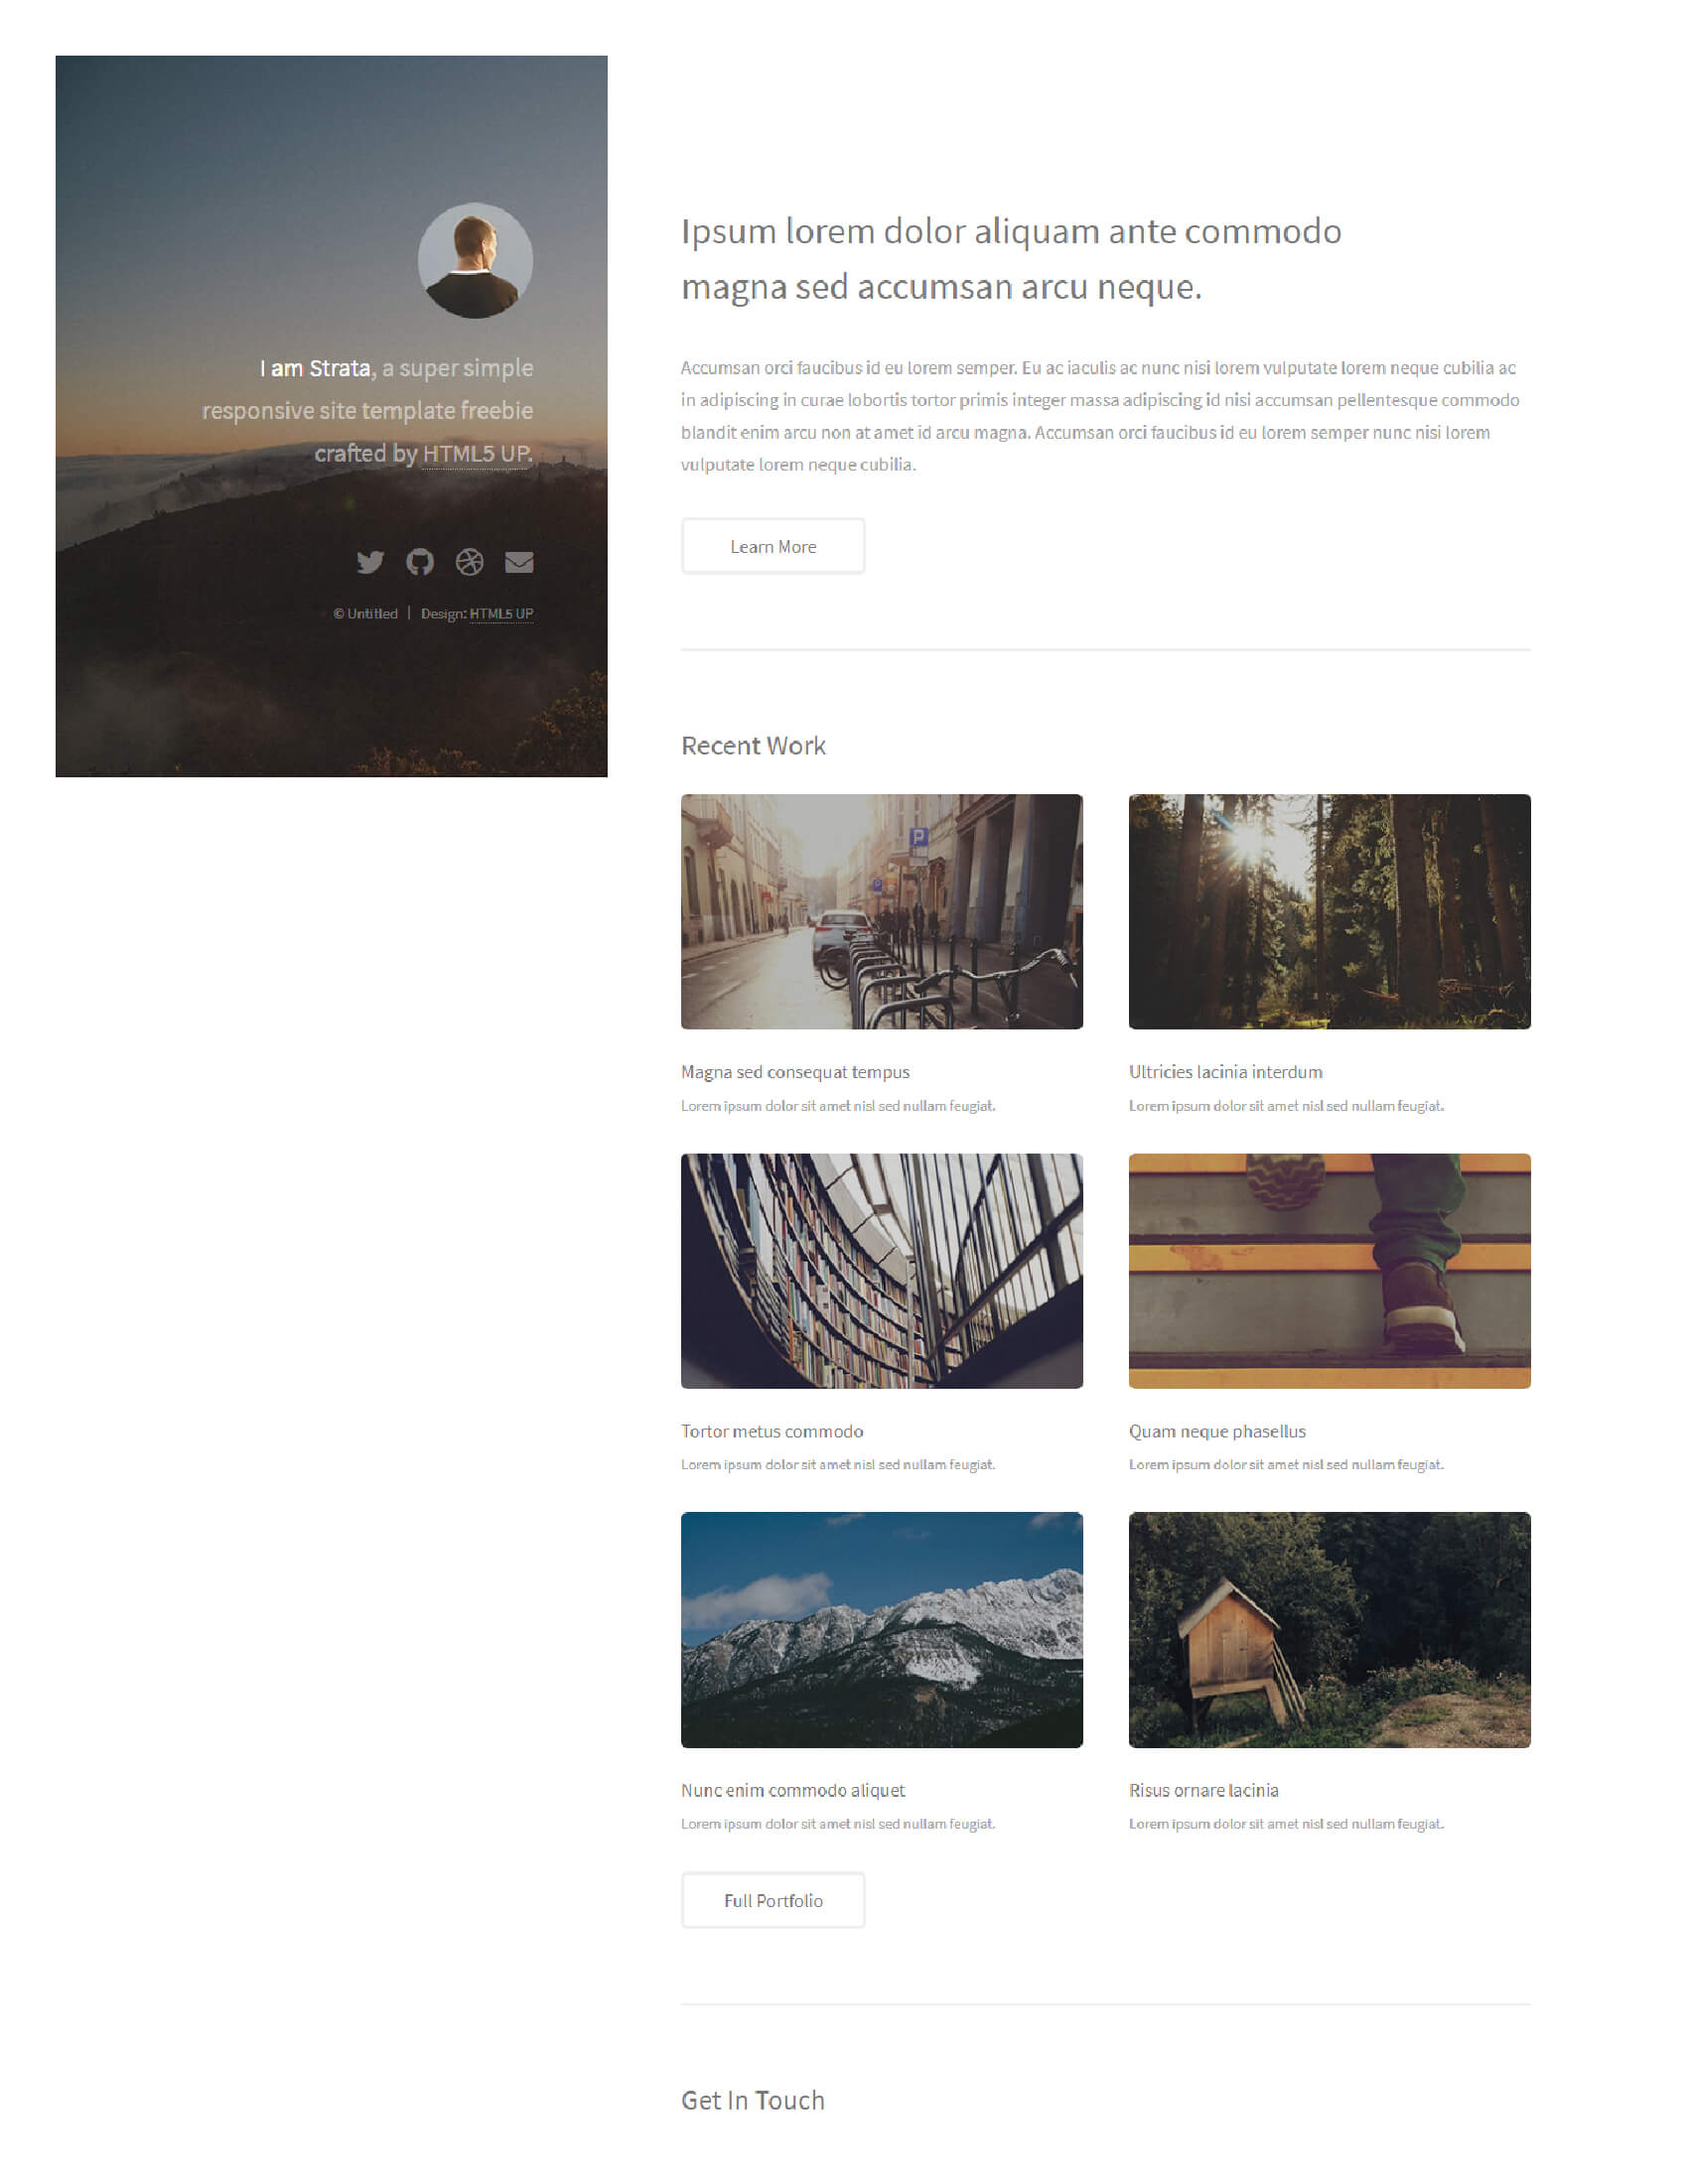 I am Strata, a super simple
responsive site template freebie
crafted by HTML5 UP.
© Untitled | Design: HTML5 UP
Ipsum lorem dolor aliquam ante commodo
magna sed accumsan arcu neque.
Accumsan orci faucibus id eu lorem semper. Eu ac iaculis ac nunc nisi lorem vulputate lorem neque cubilia ac
in adipiscing in curae lobortis tortor primis integer massa adipiscing id nisi accumsan pellentesque commodo
blandit enim arcu non at amet id arcu magna. Accumsan orci faucibus id eu lorem semper nunc nisi lorem
vulputate lorem neque cubilia.
Learn More
Recent Work
P
P
Magna sed consequat tempus
Lorem ipsum dolor sit amet nisl sed nullam feugiat.
Ultricies lacinia interdum
Lorem ipsum dolor sit amet nisl sed nullam feugiat.
Tortor metus commodo
Lorem ipsum dolor sit amet nisl sed nullam feugiat.
Quam neque phasellus
Lorem ipsum dolor sit amet nisl sed nullam feugiat.
Nunc enim commodo aliquet
Lorem ipsum dolor sit amet nisl sed nullam feugiat.
Risus ornare lacinia
Lorem ipsum dolor sit amet nisl sed nullam feugiat.
Full Portfolio
Get In Touch